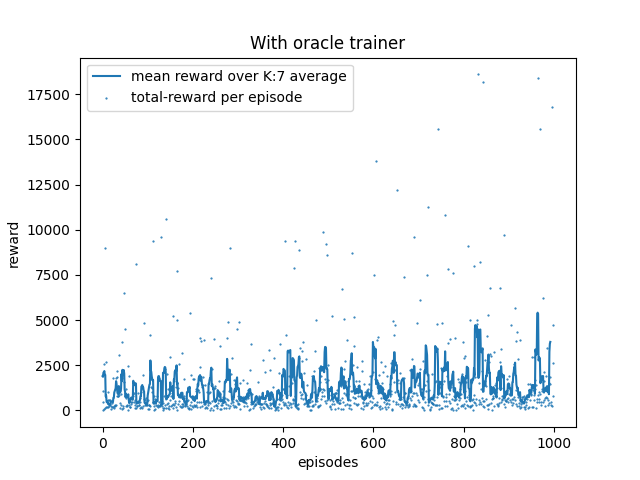 With oracle trainer
mean reward over K:7 average
total-reward per episode
reward
17500
15000
12500
10000
7500
5000
2500
0
0 200 400 600 800 1000
episodes